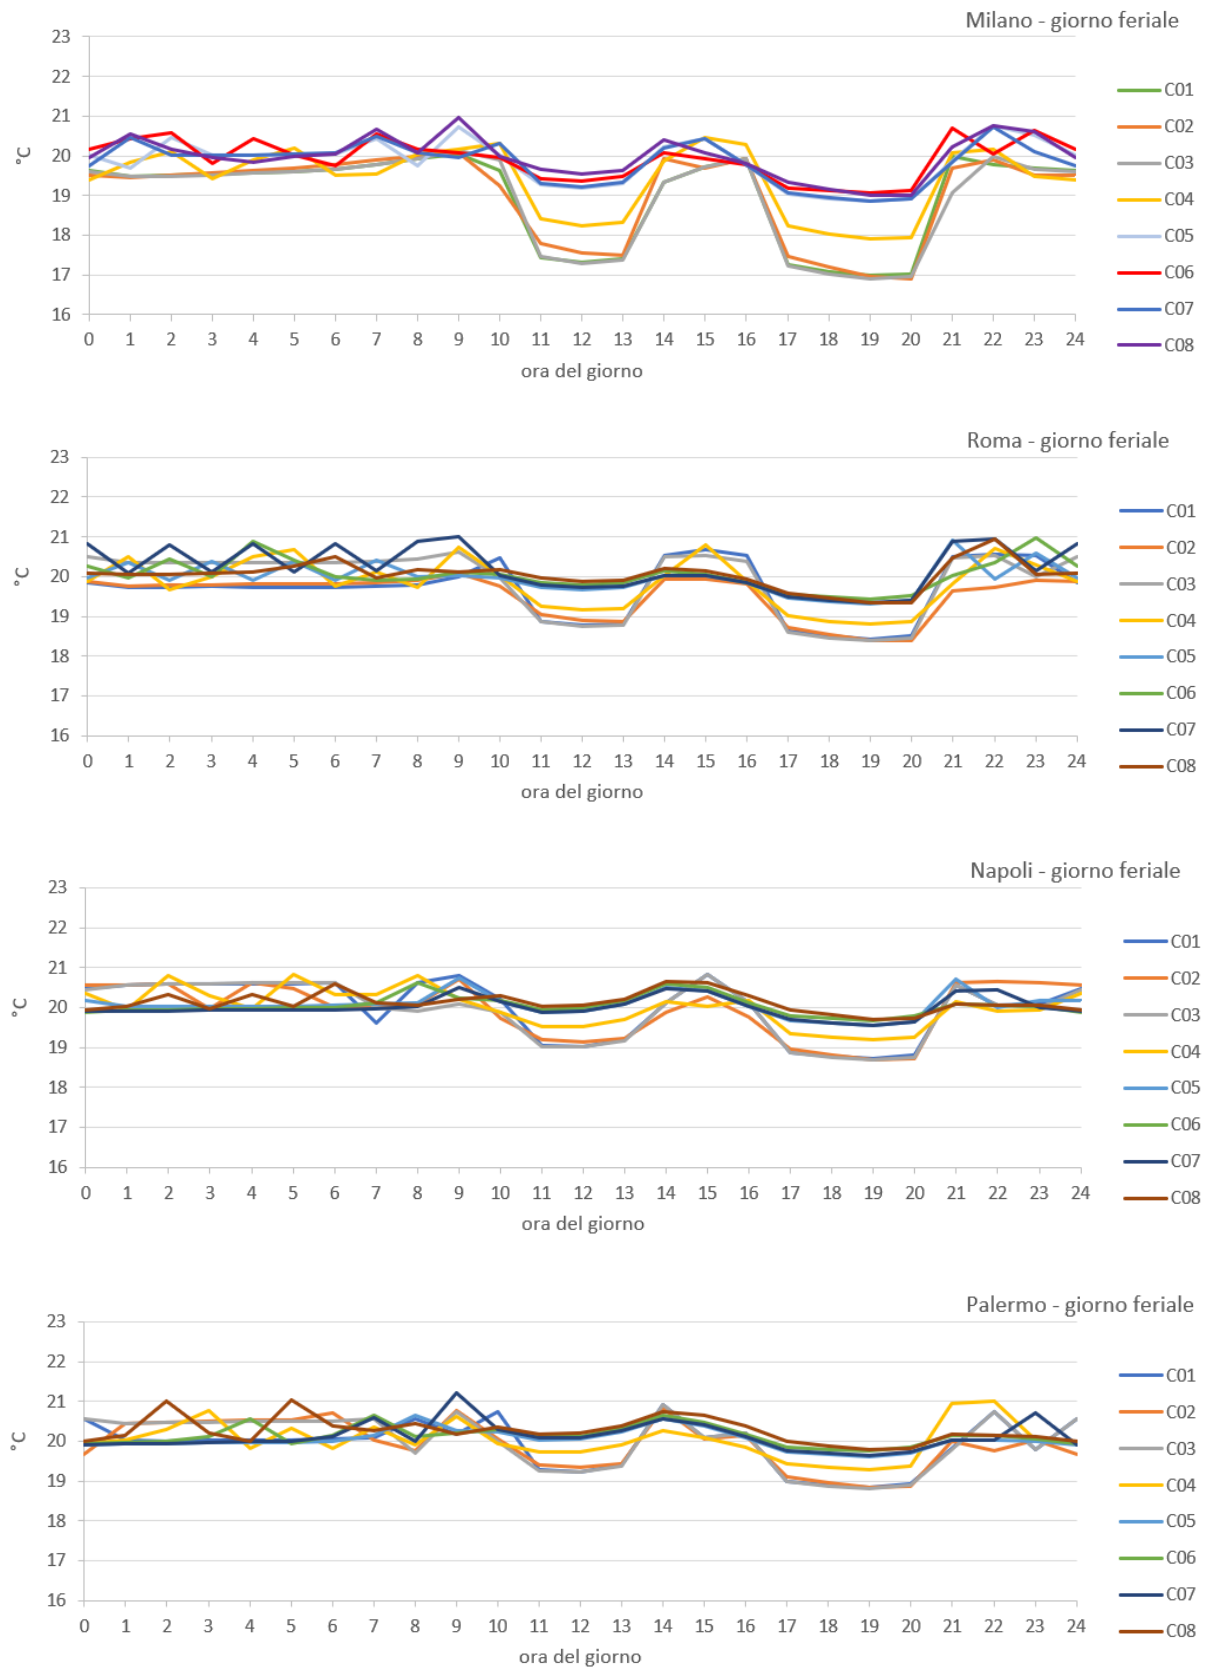 Milano - giorno feriale
23
22
21
20
19
18
17
16
°C
0 1 2 3 4 5 6 7 8 9 10 11 12 13 14 15 16 17 18 19 20 21 22 23 24
ora del giorno
C01
C02
C03
C04
C05
C06
C07
C08
Roma - giorno feriale
23
22
21
20
19
18
17
16
°C
0 1 2 3 4 5 6 7 8 9 10 11 12 13 14 15 16 17 18 19 20 21 22 23 24
ora del giorno
C01
C02
C03
C04
C05
C06
C07
C08
Napoli - giorno feriale
23
22
21
20
19
18
17
16
°C
0 1 2 3 4 5 6 7 8 9 10 11 12 13 14 15 16 17 18 19 20 21 22 23 24
ora del giorno
C01
C02
C03
C04
C05
C06
C07
C08
Palermo - giorno feriale
23
22
21
20
19
18
17
16
°C
0 1 2 3 4 5 6 7 8 9 10 11 12 13 14 15 16 17 18 19 20 21 22 23 24
ora del giorno
C01
C02
C03
C04
C05
C06
C07
C08